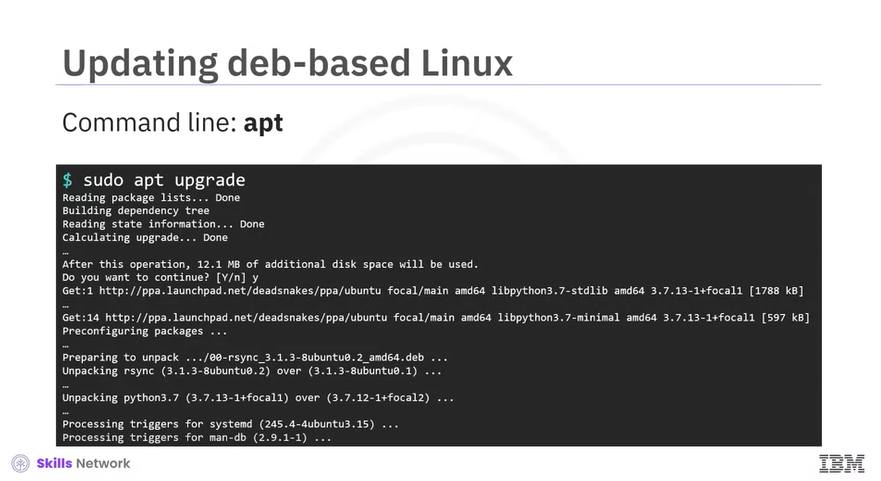 Updating deb-based Linux
Command line: apt
$ sudo apt upgrade
Reading package lists... Done
Building dependency tree
Reading state information... Done
Calculating upgrade... Done
…
After this operation, 12.1 MB of additional disk space will be used.
Do you want to continue? [Y/n] y
Get:1 http://ppa.launchpad.net/deadsnakes/ppa/ubuntu focal/main amd64 libpython3.7-stdlib amd64 3.7.13-1+focal1 [1788 kB]
…
Get:14 http://ppa.launchpad.net/deadsnakes/ppa/ubuntu focal/main amd64 libpython3.7-minimal amd64 3.7.13-1+focal1 [597 kB]
Preconfiguring packages ...
…
Preparing to unpack .../00-rsync_3.1.3-8ubuntu0.2_amd64.deb ...
Unpacking rsync (3.1.3-8ubuntu0.2) over (3.1.3-8ubuntu0.1) ...
…
Unpacking python3.7 (3.7.13-1+focal1) over (3.7.12-1+focal2) ...
…
Processing triggers for systemd (245.4-4ubuntu3.15) ...
Processing triggers for man-db (2.9.1-1) ...
Skills Network
IBM